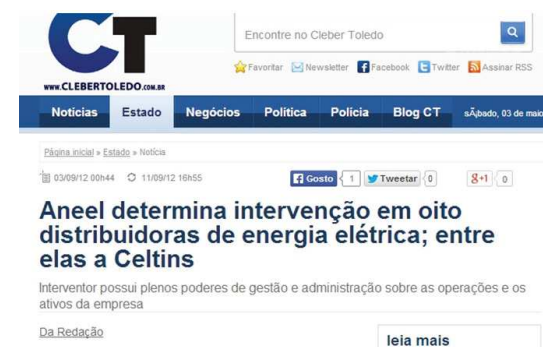 CT
www.CLEBERTOLEDO.com.br
Encontre no Cleber Toledo
Favoritar Newsletter Facebook Twitter Assinar RSS
Notícias Estado Negócios Política Polícia Blog CT sÃ¡bado, 03 de maio
Página inicial » Estado » Notícia
03/09/12 00h44 11/09/12 16h55 Gosto 1 Tweetar 0 g+1 0
Aneel determina intervenção em oito
distribuidoras de energia elétrica; entre
elas a Celtins
Interventor possui plenos poderes de gestão e administração sobre as operações e os
ativos da empresa
Da Redação
leia mais